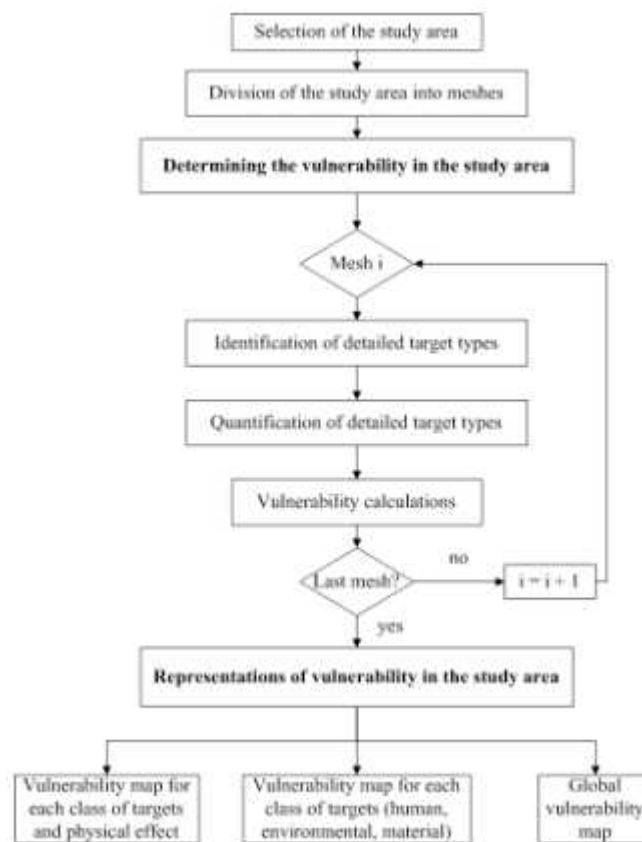 Selection of the study area
Division of the study area into meshes
Determining the vulnerability in the study area
Mesh i
Identification of detailed target types
Quantification of detailed target types
Vulnerability calculations
Last mesh?
no
i = i + 1
yes
Representations of vulnerability in the study area
Vulnerability map for
each class of targets
and physical effect
Vulnerability map for each
class of targets (human,
environmental, material)
Global
vulnerability
map